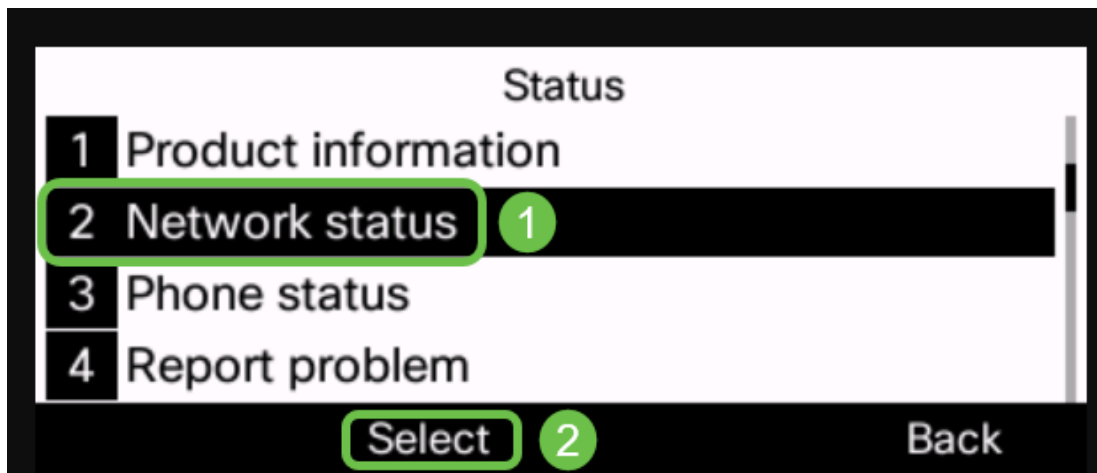 Status
1 Product information
2 Network status 1
3 Phone status
4 Report problem
Select 2 Back